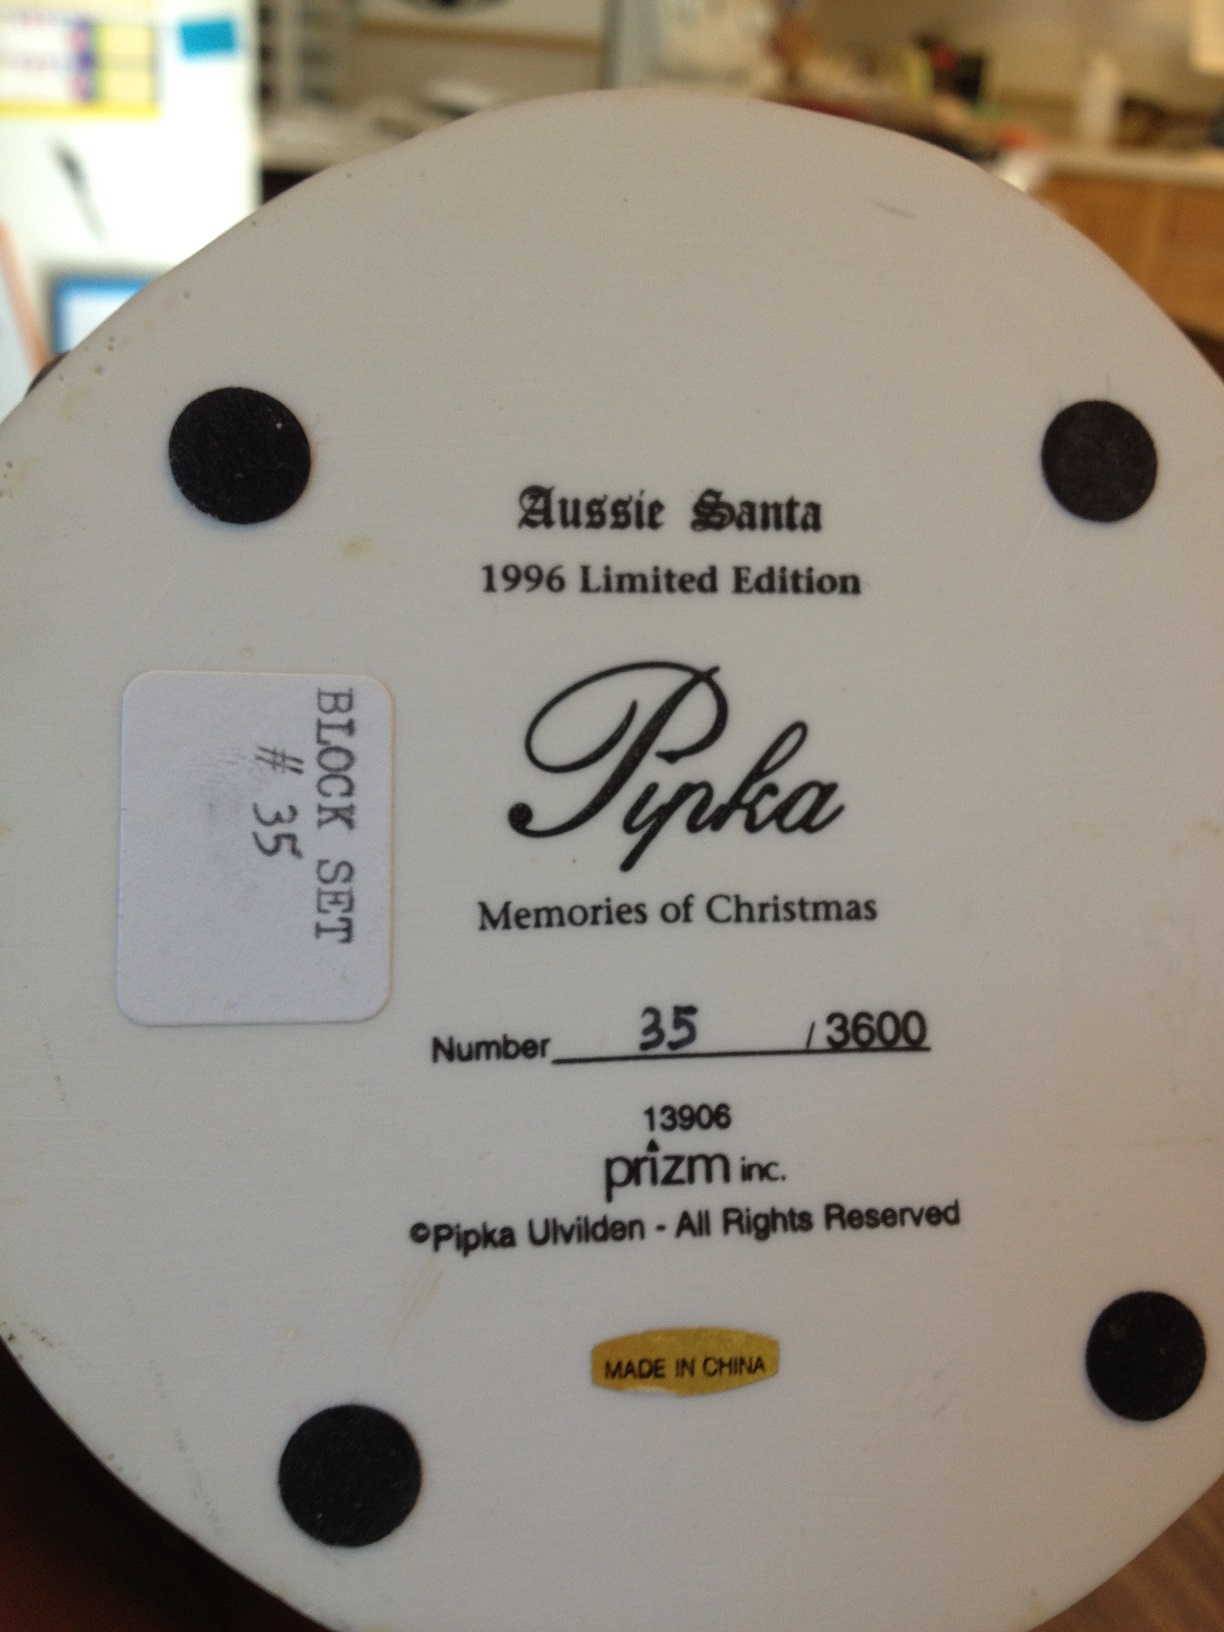 Aussie Santa
1996 Limited Edition
Pipka
Memories of Christmas
BLOCK SET
# 35
Number 35 / 3600
13906
prizm inc.
©Pipka Ulvilden - All Rights Reserved
MADE IN CHINA